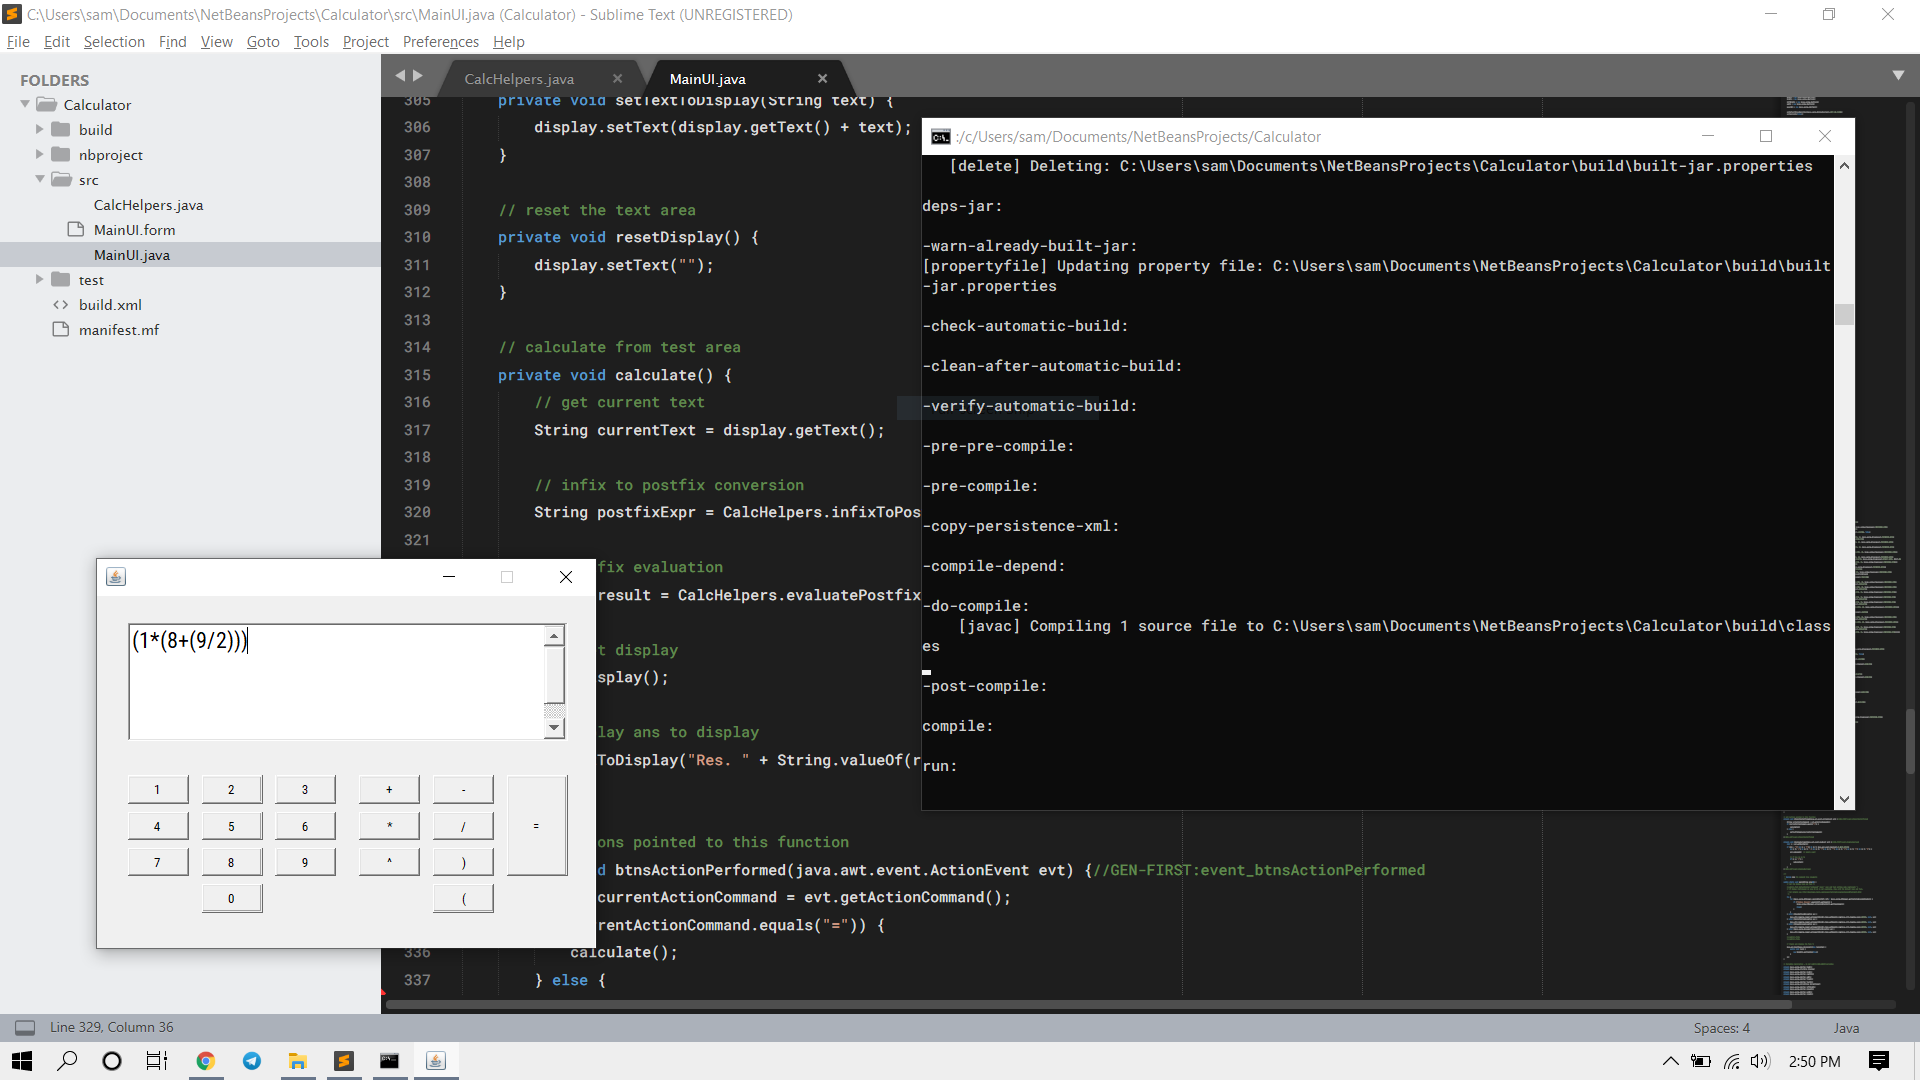 C:\Users\sam\Documents\NetBeansProjects\Calculator\src\MainUI.java (Calculator) - Sublime Text (UNREGISTERED)
File Edit Selection Find View Goto Tools Project Preferences Help
FOLDERS
Calculator
build
nbproject
src
CalcHelpers.java
MainUI.form
MainUI.java
test
build.xml
manifest.mf
CalcHelpers.java
MainUI.java
305 private void setTextToDisplay(String text) {
306 display.setText(display.getText() + text);
307 }
308
309 // reset the text area
310 private void resetDisplay() {
311 display.setText("");
312 }
313
314 // calculate from test area
315 private void calculate() {
316 // get current text
317 String currentText = display.getText();
318
319 // infix to postfix conversion
320 String postfixExpr = CalcHelpers.infixToPos
321
fix evaluation
result = CalcHelpers.evaluatePostfix
t display
splay();
lay ans to display
ToDisplay("Res. " + String.valueOf(r
ons pointed to this function
d btnsActionPerformed(java.awt.event.ActionEvent evt) {//GEN-FIRST:event_btnsActionPerformed
currentActionCommand = evt.getActionCommand();
rentActionCommand.equals("=")) {
336 calculate();
337 } else {
:/c/Users/sam/Documents/NetBeansProjects/Calculator
[delete] Deleting: C:\Users\sam\Documents\NetBeansProjects\Calculator\build\built-jar.properties
deps-jar:
-warn-already-built-jar:
[propertyfile] Updating property file: C:\Users\sam\Documents\NetBeansProjects\Calculator\build\built
-jar.properties
-check-automatic-build:
-clean-after-automatic-build:
-verify-automatic-build:
-pre-pre-compile:
-pre-compile:
-copy-persistence-xml:
-compile-depend:
-do-compile:
[javac] Compiling 1 source file to C:\Users\sam\Documents\NetBeansProjects\Calculator\build\class
es
-post-compile:
compile:
run:
(1*(8+(9/2)))
1 2 3 + - =
4 5 6 * /
7 8 9 ^ )
0 (
Line 329, Column 36
Spaces: 4
Java
2:50 PM